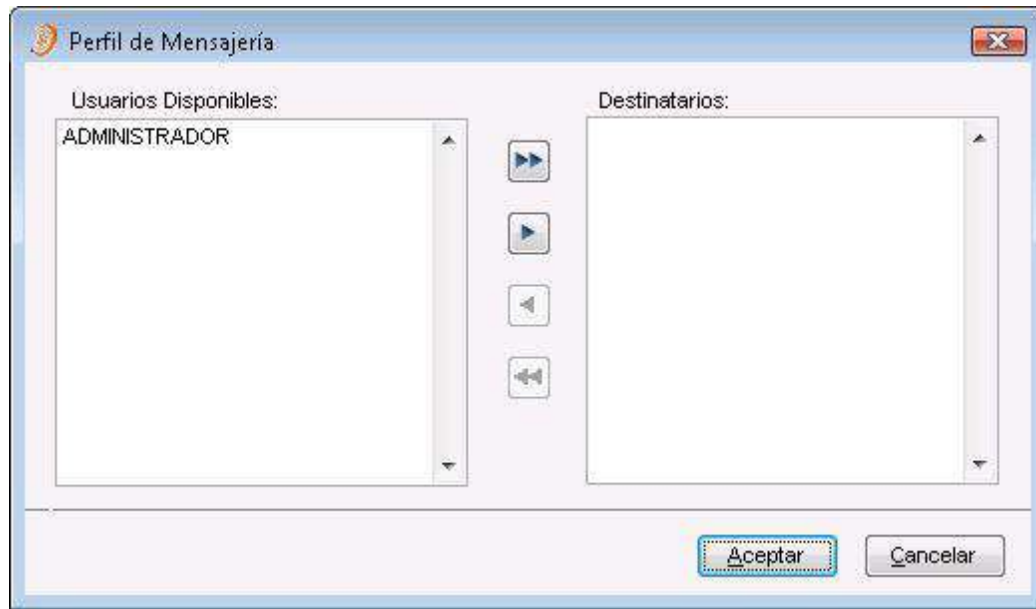 Perfil de Mensajería
Usuarios Disponibles:
Destinatarios:
ADMINISTRADOR
Aceptar
Cancelar